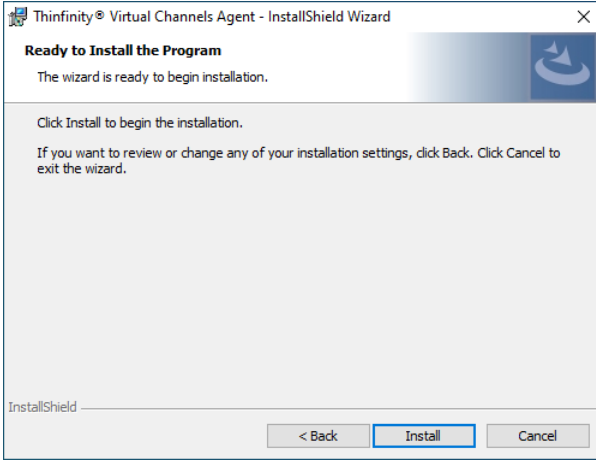 Thinfinity® Virtual Channels Agent - InstallShield Wizard
Ready to Install the Program
The wizard is ready to begin installation.
Click Install to begin the installation.
If you want to review or change any of your installation settings, click Back. Click Cancel to
exit the wizard.
InstallShield
< Back Install Cancel